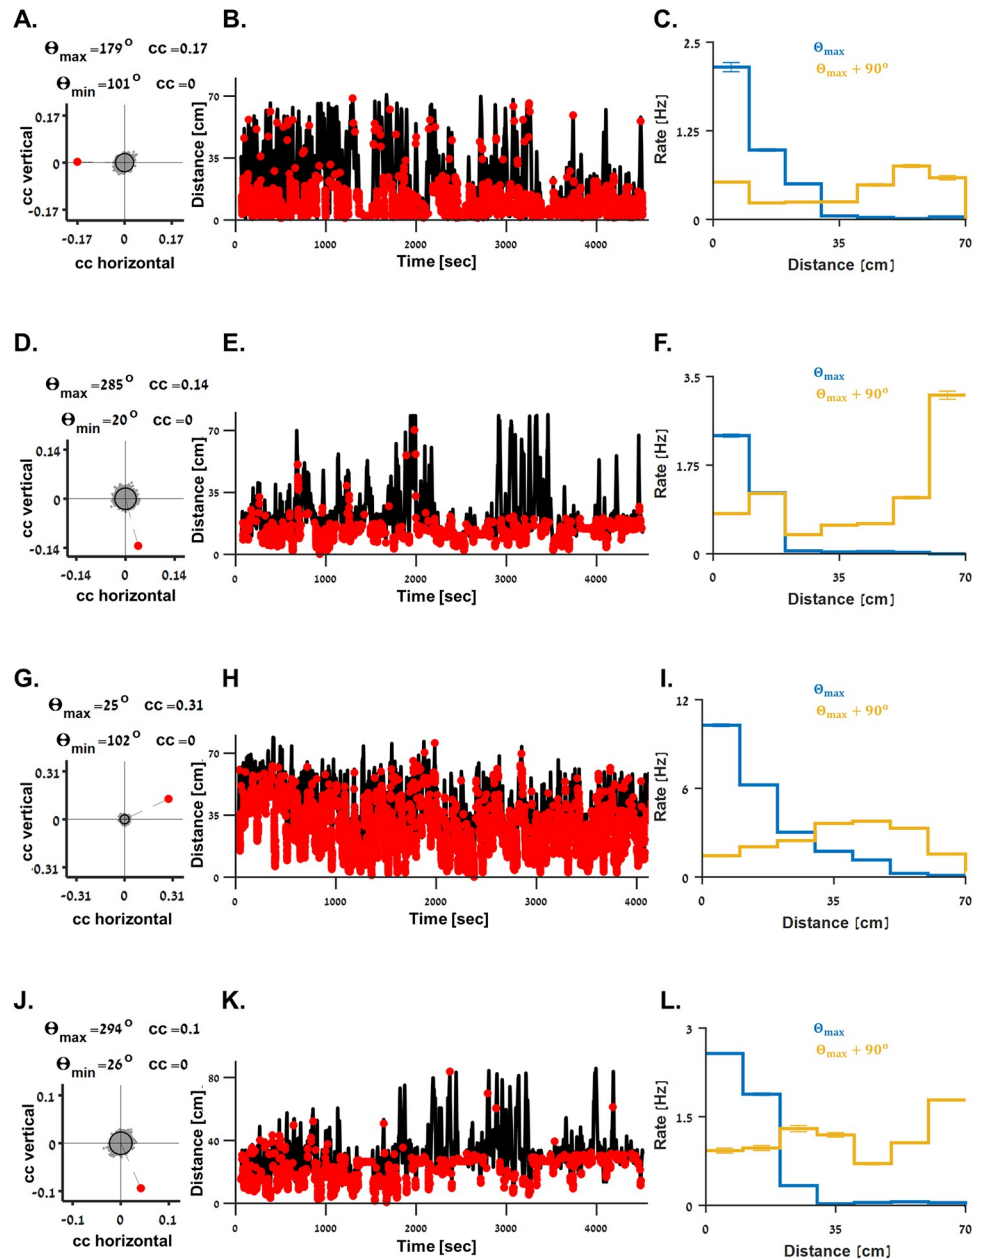 A.
B.
C.
Θmax=179° cc=0.17
Θmin=101° cc=0
0.17
0
-0.17
cc vertical
-0.17 0 0.17
cc horizontal
Distance [cm]
70
35
0
0 1000 2000 3000 4000
Time [sec]
Rate [Hz]
2.5
1.25
0
Θmax
Θmax + 90°
0 35 70
Distance [cm]
D.
E.
F.
Θmax=285° cc=0.14
Θmin=20° cc=0
0.14
0
-0.14
cc vertical
-0.14 0 0.14
cc horizontal
Distance [cm]
70
35
0
0 1000 2000 3000 4000
Time [sec]
Rate [Hz]
3.5
1.75
0
Θmax
Θmax + 90°
0 35 70
Distance [cm]
G.
H
I.
Θmax=25° cc=0.31
Θmin=102° cc=0
0.31
0
-0.31
cc vertical
-0.31 0 0.31
cc horizontal
Distance [cm]
70
35
0
0 1000 2000 3000 4000
Time [sec]
Rate [Hz]
12
6
0
Θmax
Θmax + 90°
0 35 70
Distance [cm]
J.
K.
L.
Θmax=294° cc=0.1
Θmin=26° cc=0
0.1
0
-0.1
cc vertical
-0.1 0 0.1
cc horizontal
Distance [cm]
80
40
0
0 1000 2000 3000 4000
Time [sec]
Rate [Hz]
3
1.5
0
Θmax
Θmax + 90°
0 35 70
Distance [cm]